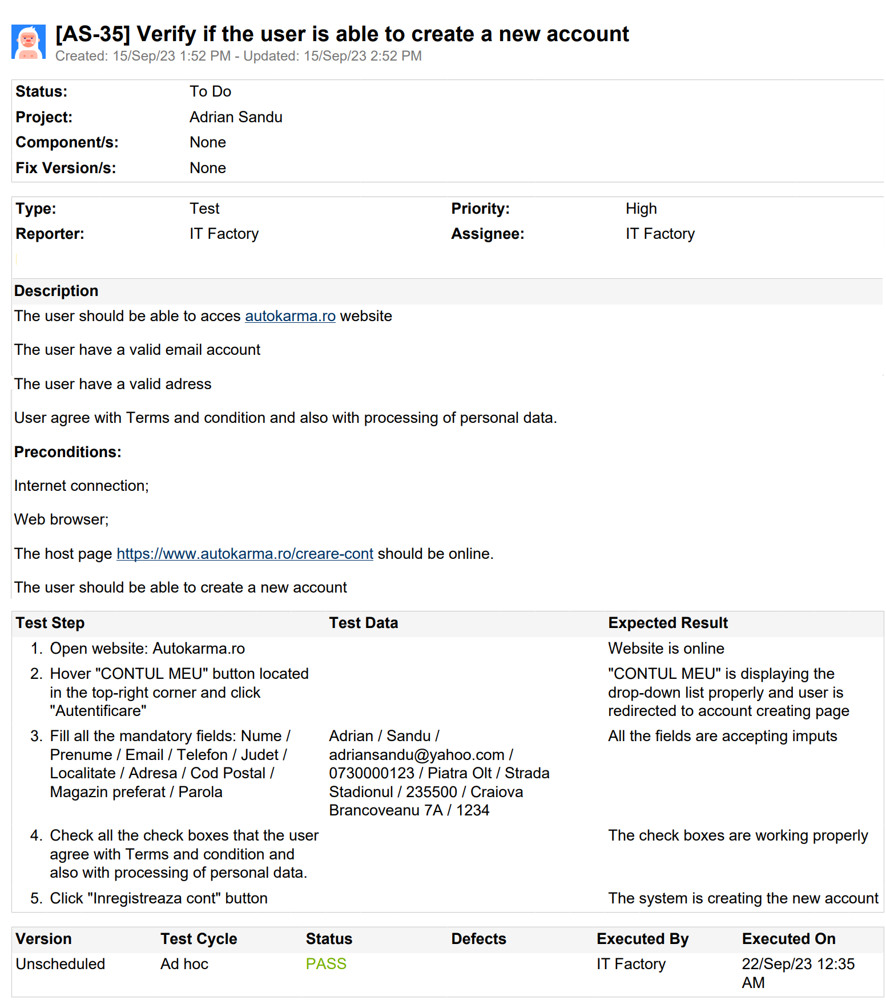 [AS-35] Verify if the user is able to create a new account
Created: 15/Sep/23 1:52 PM - Updated: 15/Sep/23 2:52 PM
Status: To Do
Project: Adrian Sandu
Component/s: None
Fix Version/s: None
Type: Test Priority: High
Reporter: IT Factory Assignee: IT Factory
Description
The user should be able to acces autokarma.ro website
The user have a valid email account
The user have a valid adress
User agree with Terms and condition and also with processing of personal data.
Preconditions:
Internet connection;
Web browser;
The host page https://www.autokarma.ro/creare-cont should be online.
The user should be able to create a new account
Test Step Test Data Expected Result
1. Open website: Autokarma.ro Website is online
2. Hover "CONTUL MEU" button located
in the top-right corner and click
"Autentificare"
"CONTUL MEU" is displaying the
drop-down list properly and user is
redirected to account creating page
3. Fill all the mandatory fields: Nume /
Prenume / Email / Telefon / Judet /
Localitate / Adresa / Cod Postal /
Magazin preferat / Parola
Adrian / Sandu /
adriansandu@yahoo.com /
0730000123 / Piatra Olt / Strada
Stadionul / 235500 / Craiova
Brancoveanu 7A / 1234
All the fields are accepting imputs
4. Check all the check boxes that the user
agree with Terms and condition and
also with processing of personal data.
The check boxes are working properly
5. Click "Inregistreaza cont" button The system is creating the new account
Version Test Cycle Status Defects Executed By Executed On
Unscheduled Ad hoc PASS IT Factory 22/Sep/23 12:35
AM